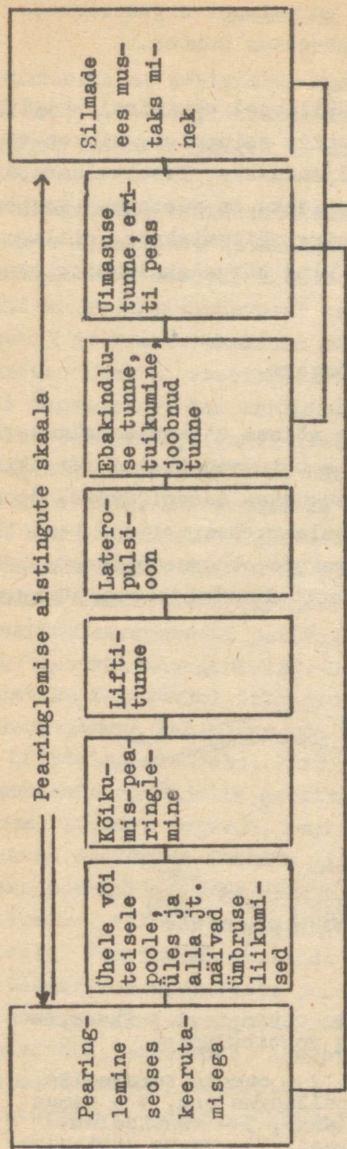 Pearinglemise aistingute skaala
Pearing-
lemine
seoses
keeruta-
misega
Ühele või
teisele
poole,
üles ja
alla jt.
näivad
ümbruse
liikumi-
sed
Kõiku-
mis-pea-
ringle-
mine
Lifti-
tunne
Latero-
pulsi-
oon
Ebakindlu-
se tunne,
tuikumine,
joobnud
tunne
Uimasuse
tunne, eri-
ti peas
Silmade
ees mus-
taks mi-
nek